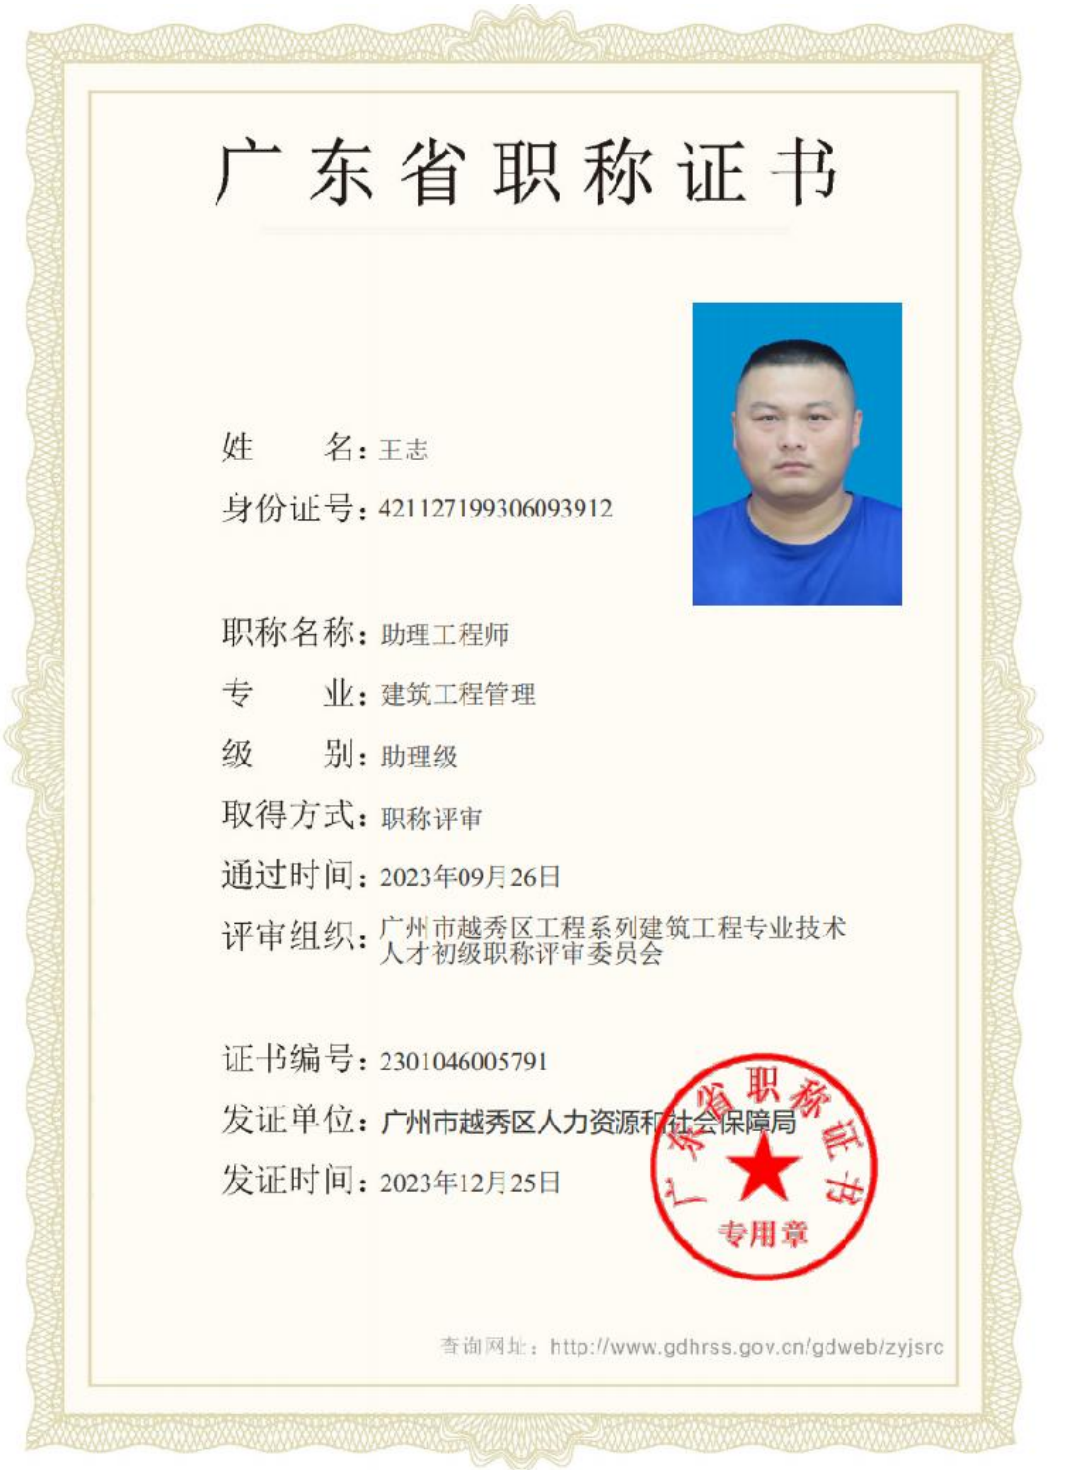 广东省职称证书
姓 名：王志
身份证号：421127199306093912
职称名称：助理工程师
专 业：建筑工程管理
级 别：助理级
取得方式：职称评审
通过时间：2023年09月26日
评审组织：广州市越秀区工程系列建筑工程专业技术
人才初级职称评审委员会
证书编号：2301046005791
发证单位：广州市越秀区人力资源和社会保障局
发证时间：2023年12月25日
广东省职称证书
专用章
查询网址：http://www.gdhrss.gov.cn/gdweb/zyjsrc